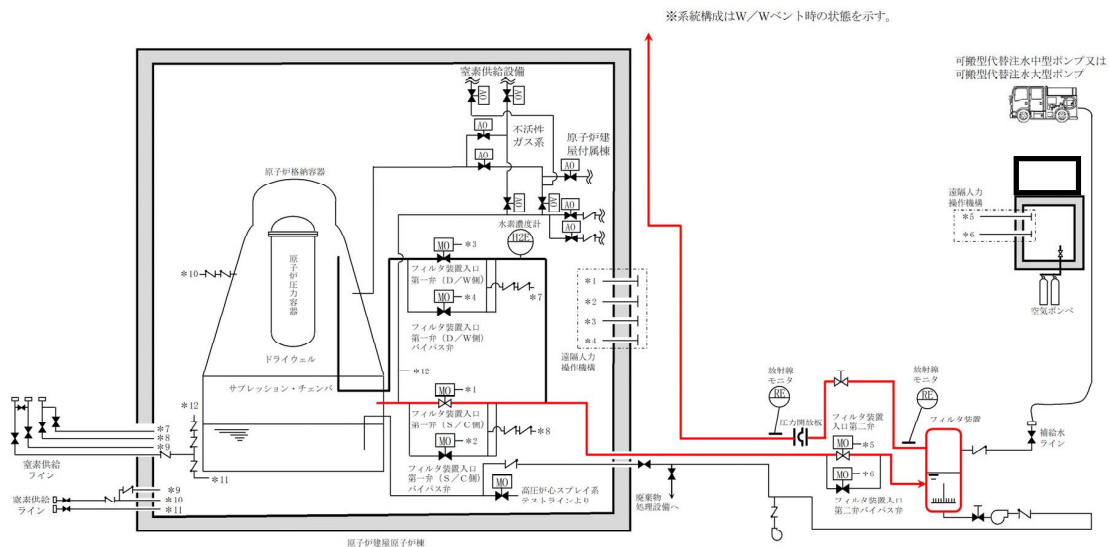 ※系統構成はW／Wベント時の状態を示す。
可搬型代替注水中型ポンプ又は
可搬型代替注水大型ポンプ
窒素供給設備
AO
AO
AO
不活性
ガス系
原子炉建
屋付属棟
AO
AO
AO
AO
AO
AO
水素濃度計
H2E
原子炉格納容器
原子炉圧力容器
ドライウェル
サプレッション・チェンバ
＊10
MO
＊3
フィルタ装置入口
第一弁（D／W側）
MO
＊4
＊7
フィルタ装置入口
第一弁（D／W側）
バイパス弁
＊12
MO
＊1
フィルタ装置入口
第一弁（S／C側）
MO
＊2
＊8
フィルタ装置入口
第一弁（S／C側）
バイパス弁
MO
高圧炉心スプレイ系
テストラインより
＊1
＊2
＊3
＊4
遠隔人力
操作機構
遠隔人力
操作機構
＊5
＊6
空気ボンベ
放射線
モニタ
RE
圧力開放板
放射線
モニタ
RE
フィルタ装置
入口第二弁
MO
＊5
MO
＊6
フィルタ装置入口
第二弁バイパス弁
フィルタ装置
補給水
ライン
廃棄物
処理設備へ
＊12
＊7
＊8
＊9
＊11
窒素供給
ライン
＊9
＊10
＊11
窒素供給
ライン
原子炉建屋原子炉棟